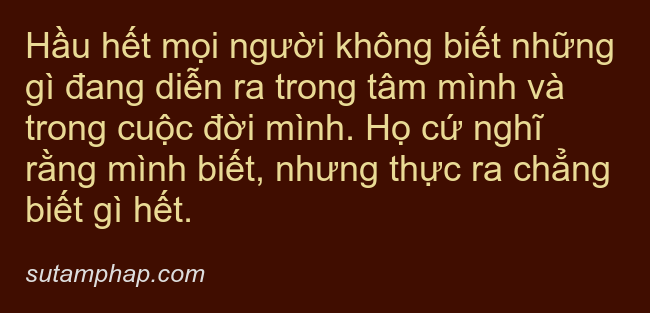 Hầu hết mọi người không biết những
gì đang diễn ra trong tâm mình và
trong cuộc đời mình. Họ cứ nghĩ
rằng mình biết, nhưng thực ra chẳng
biết gì hết.
sutamphap.com